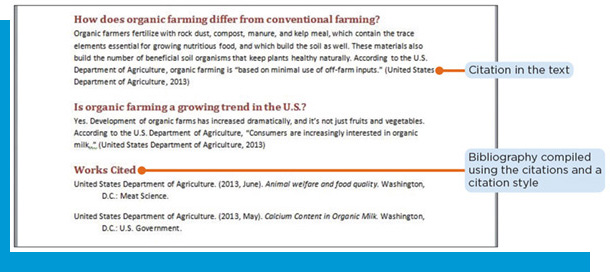 How does organic farming differ from conventional farming?
Organic farmers fertilize with rock dust, compost, manure, and kelp meal, which contain the trace
elements essential for growing nutritious food, and which build the soil as well. These materials also
build the number of beneficial soil organisms that keep plants healthy naturally. According to the U.S.
Department of Agriculture, organic farming is “based on minimal use of off-farm inputs.” (United States
Department of Agriculture, 2013)
Citation in the text
Is organic farming a growing trend in the U.S.?
Yes. Development of organic farms has increased dramatically, and it’s not just fruits and vegetables.
According to the U.S. Department of Agriculture, “Consumers are increasingly interested in organic
milk,.” (United States Department of Agriculture, 2013)
Works Cited
United States Department of Agriculture. (2013, June). Animal welfare and food quality. Washington,
D.C.: Meat Science.
United States Department of Agriculture. (2013, May). Calcium Content in Organic Milk. Washington,
D.C.: U.S. Government.
Bibliography compiled
using the citations and a
citation style